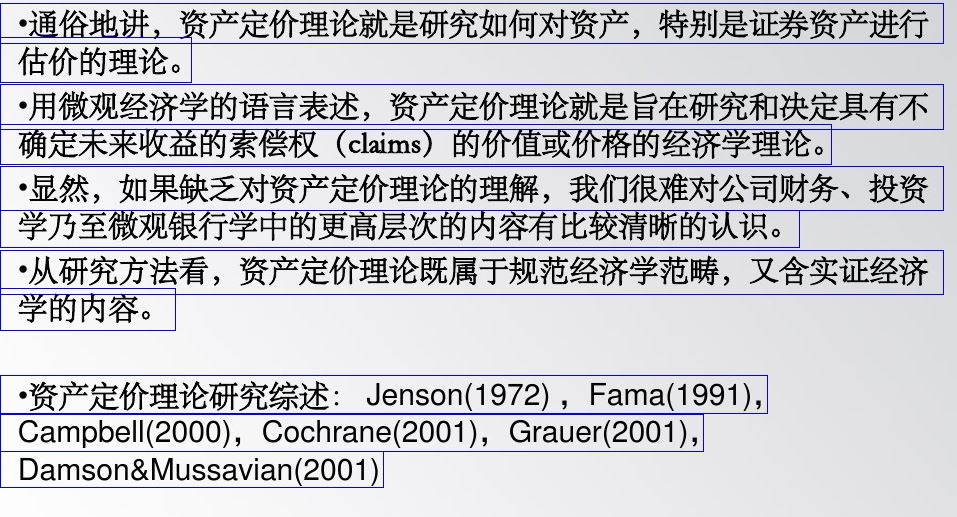 •通俗地讲，资产定价理论就是研究如何对资产，特别是证券资产进行
估价的理论。
•用微观经济学的语言表述，资产定价理论就是旨在研究和决定具有不
确定未来收益的索偿权（claims）的价值或价格的经济学理论。
•显然，如果缺乏对资产定价理论的理解，我们很难对公司财务、投资
学乃至微观银行学中的更高层次的内容有比较清晰的认识。
•从研究方法看，资产定价理论既属于规范经济学范畴，又含实证经济
学的内容。
•资产定价理论研究综述： Jenson(1972) ，Fama(1991)，
Campbell(2000)，Cochrane(2001)，Grauer(2001)，
Damson&Mussavian(2001)